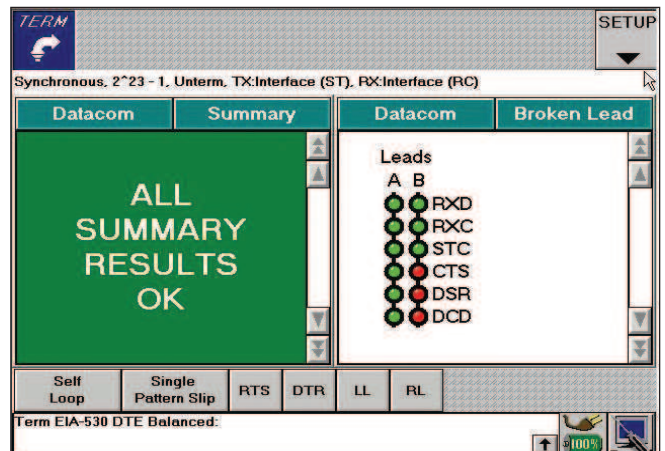 TERM
SETUP
Synchronous, 2^23 - 1, Unterm, TX:Interface (ST), RX:Interface (RC)
Datacom Summary Datacom Broken Lead
ALL
SUMMARY
RESULTS
OK
Leads
A B
RXD
RXC
STC
CTS
DSR
DCD
Self Loop
Single Pattern Slip
RTS
DTR
LL
RL
Term EIA-530 DTE Balanced:
100%